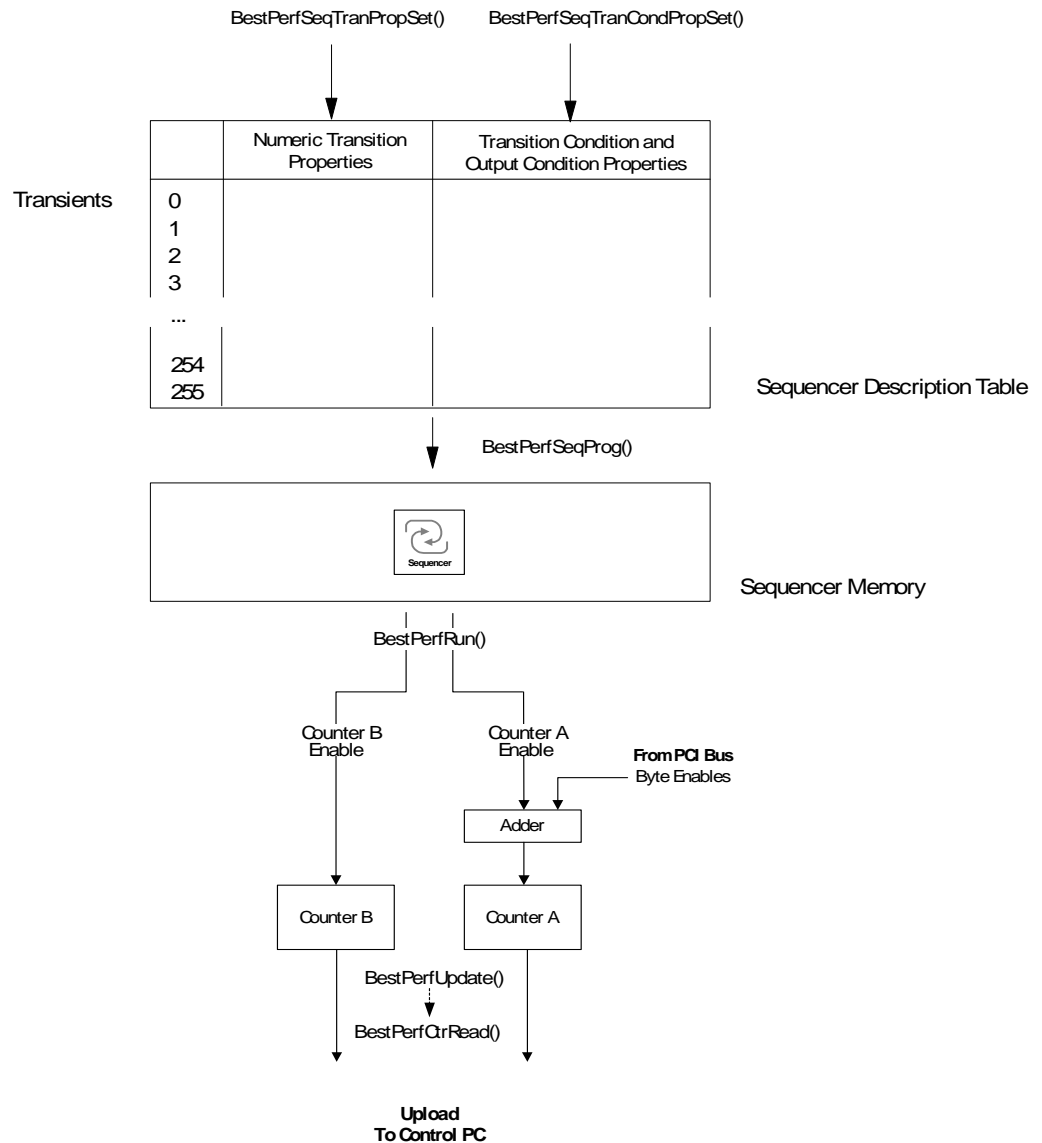 BestPerfSeqTranPropSet() BestPerfSeqTranCondPropSet()
Numeric Transition
Properties
Transition Condition and
Output Condition Properties
Transients
0
1
2
3
...
254
255
Sequencer Description Table
BestPerfSeqProg()
Sequencer
Sequencer Memory
BestPerfRun()
Counter B
Enable
Counter A
Enable
From PCI Bus
Byte Enables
Adder
Counter B
Counter A
BestPerfUpdate()
BestPerfCtrRead()
Upload
To Control PC